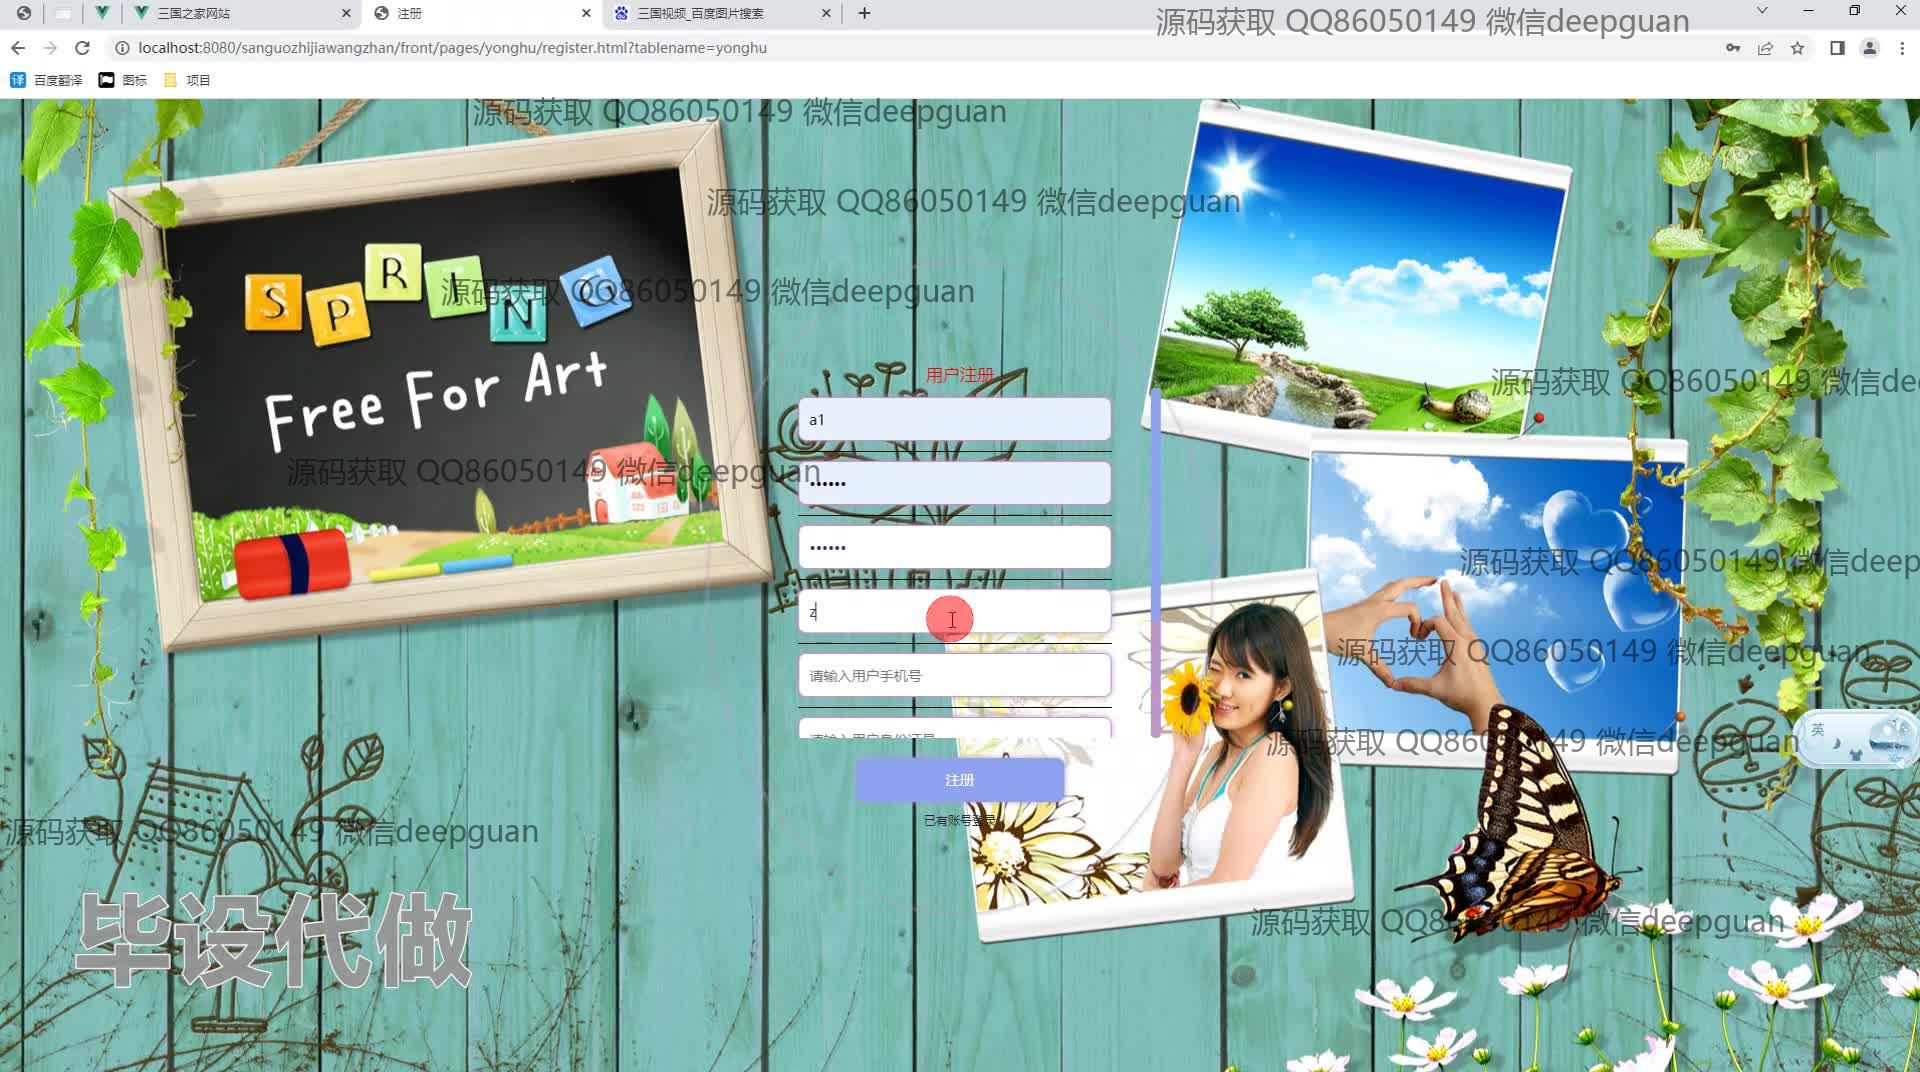 三国之家网站
注册
三国视频_百度图片搜索
源码获取 QQ86050149 微信deepguan
localhost:8080/sanguozhijiawangzhan/front/pages/yonghu/register.html?tablename=yonghu
百度翻译
图标
项目
源码获取 QQ86050149 微信deepguan
源码获取 QQ86050149 微信deepguan
SPRING
源码获取 QQ86050149 微信deepguan
Free For Art
用户注册
源码获取 QQ86050149 微信dee
a1
源码获取 QQ86050149 微信deepguan
源码获取 QQ86050149 微信deep
z
源码获取 QQ86050149 微信deepguan
请输入用户手机号
请输入用户身份证号
英
源码获取 QQ86050149 微信deepguan
注册
已有账号登录
源码获取 QQ86050149 微信deepguan
源码获取 QQ86050149 微信deepguan
毕设代做